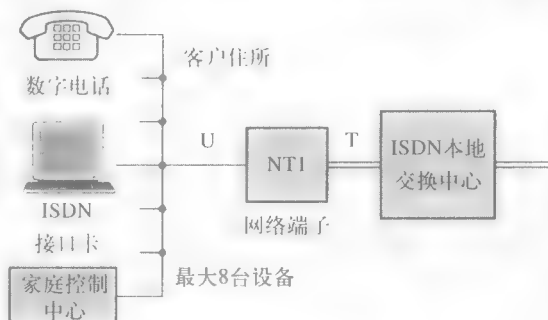 客户住所
数字电话
U
T
NT1
ISDN本地
交换中心
ISDN
接口卡
网络端子
最大8台设备
家庭控制
中心